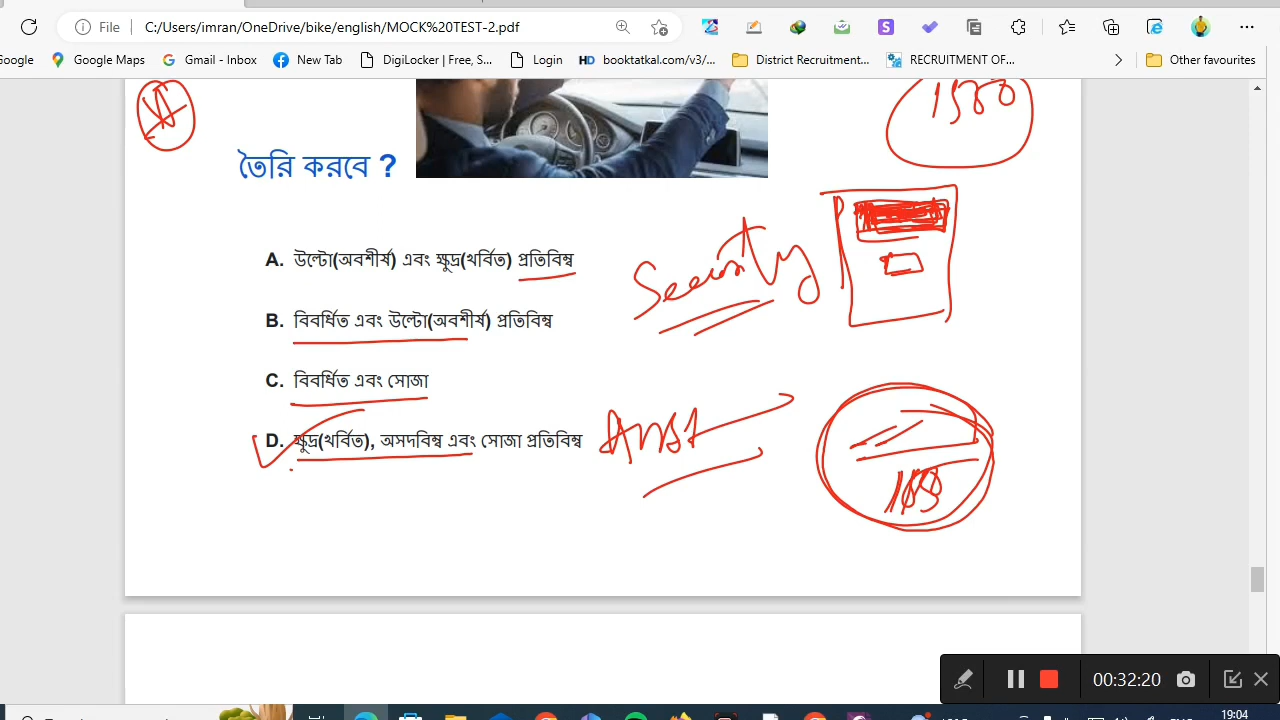 File C:/Users/imran/OneDrive/bike/english/MOCK%20TEST-2.pdf
Google Google Maps Gmail - Inbox New Tab DigiLocker | Free, S... Login HD booktatkal.com/v3/... District Recruitment... RECRUITMENT OF... Other favourites
তৈরি করবে ?
A. উল্টো(অবশীর্ষ) এবং ক্ষুদ্র(খর্বিত) প্রতিবিম্ব
Security
B. বিবর্ধিত এবং উল্টো(অবশীর্ষ) প্রতিবিম্ব
C. বিবর্ধিত এবং সোজা
D. ক্ষুদ্র(খর্বিত), অসদবিম্ব এবং সোজা প্রতিবিম্ব
00:32:20
19:04